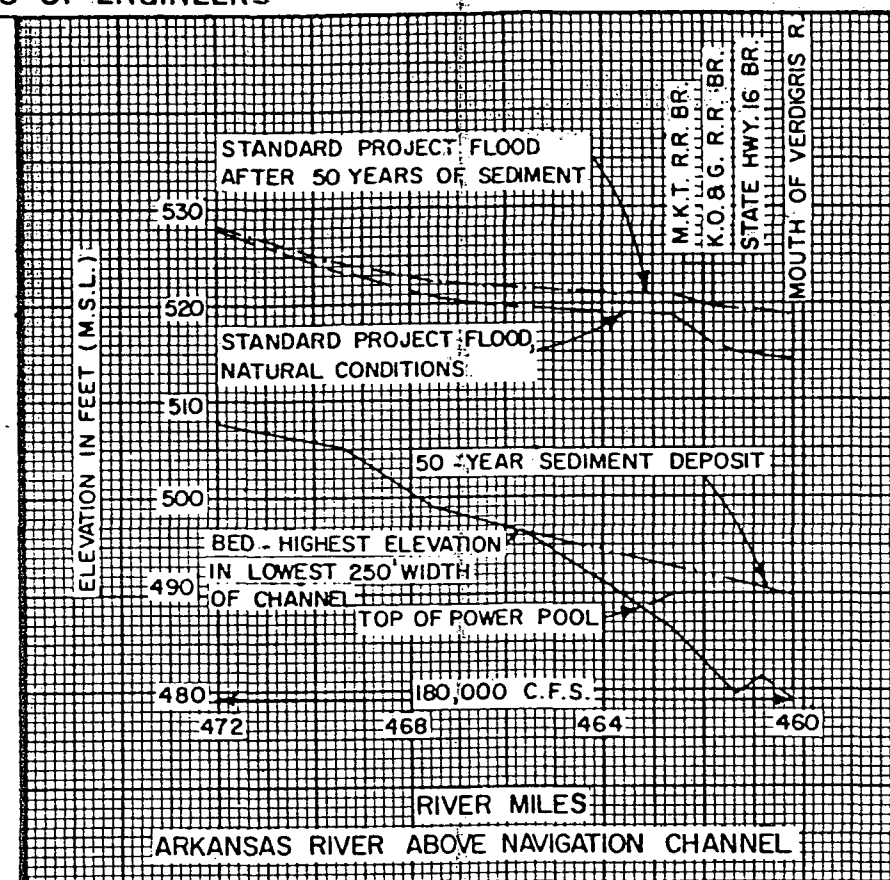 OF ENGINEERS
STANDARD PROJECT FLOOD
AFTER 50 YEARS OF SEDIMENT
M.K.T. R.R. BR.
K.O.& G. R.R. BR.
STATE HWY. 16 BR.
MOUTH OF VERDIGRIS R.
ELEVATION IN FEET (M.S.L.)
530
520
510
500
490
480
STANDARD PROJECT FLOOD,
NATURAL CONDITIONS
50-YEAR SEDIMENT DEPOSIT
BED-HIGHEST ELEVATION
IN LOWEST 250' WIDTH
OF CHANNEL
TOP OF POWER POOL
180,000 C.F.S.
472
468
464
460
RIVER MILES
ARKANSAS RIVER ABOVE NAVIGATION CHANNEL